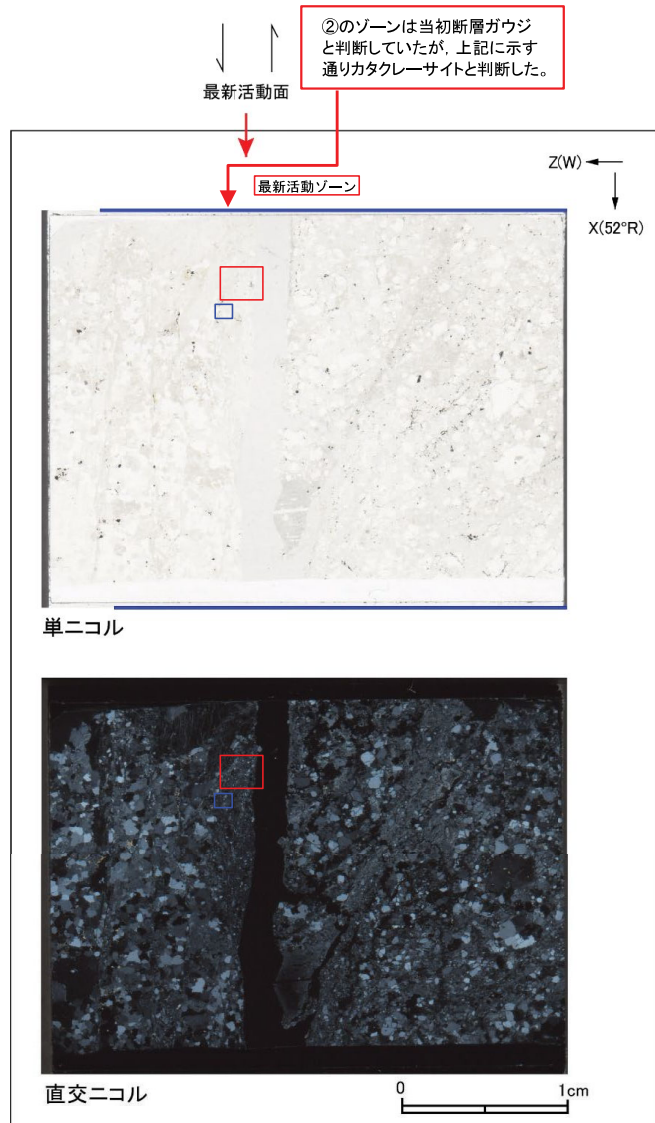 ②のゾーンは当初断層ガウジ
と判断していたが，上記に示す
通りカタクレーサイトと判断した。
最新活動面
最新活動ゾーン
Z(W)
X(52°R)
単ニコル
直交ニコル
0
1cm